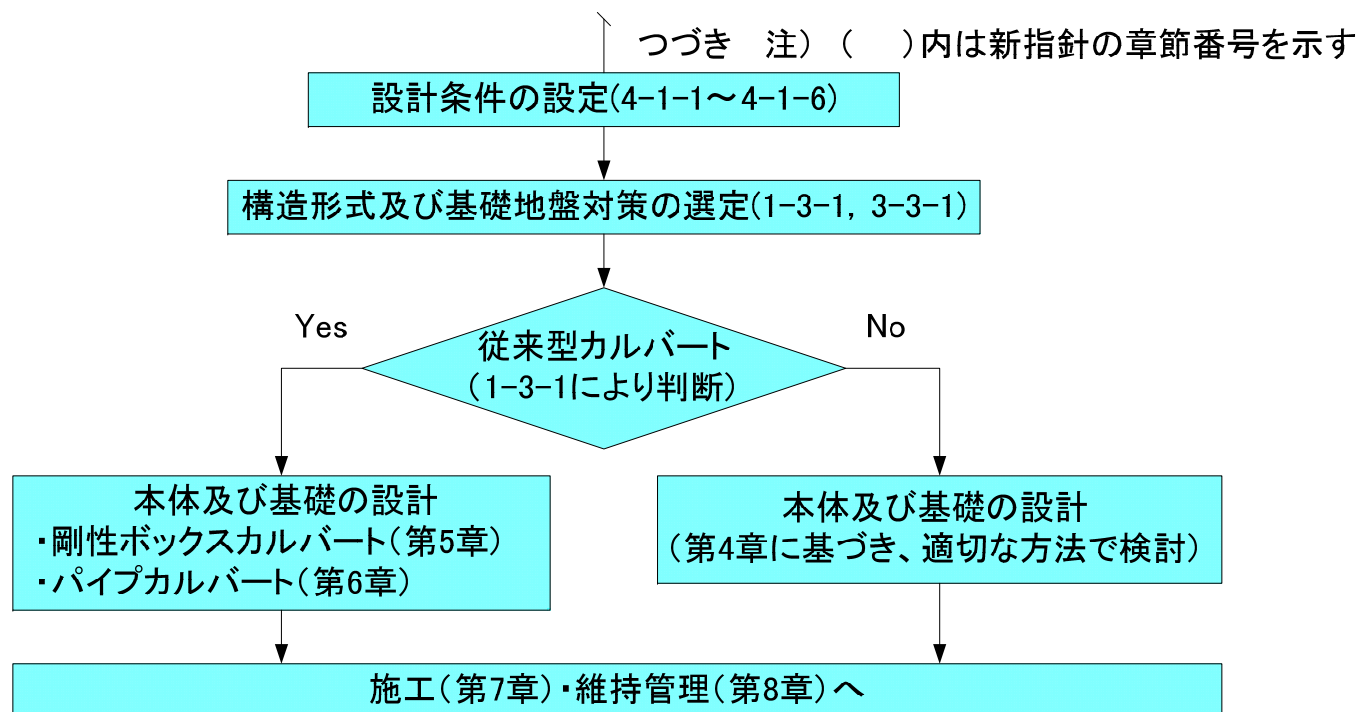 つづき　注）（　）内は新指針の章節番号を示す
設計条件の設定(4-1-1～4-1-6)
構造形式及び基礎地盤対策の選定(1-3-1, 3-3-1)
Yes
No
従来型カルバート
（1-3-1により判断）
本体及び基礎の設計
・剛性ボックスカルバート（第5章）
・パイプカルバート（第6章）
本体及び基礎の設計
（第4章に基づき、適切な方法で検討）
施工（第7章）・維持管理（第8章）へ